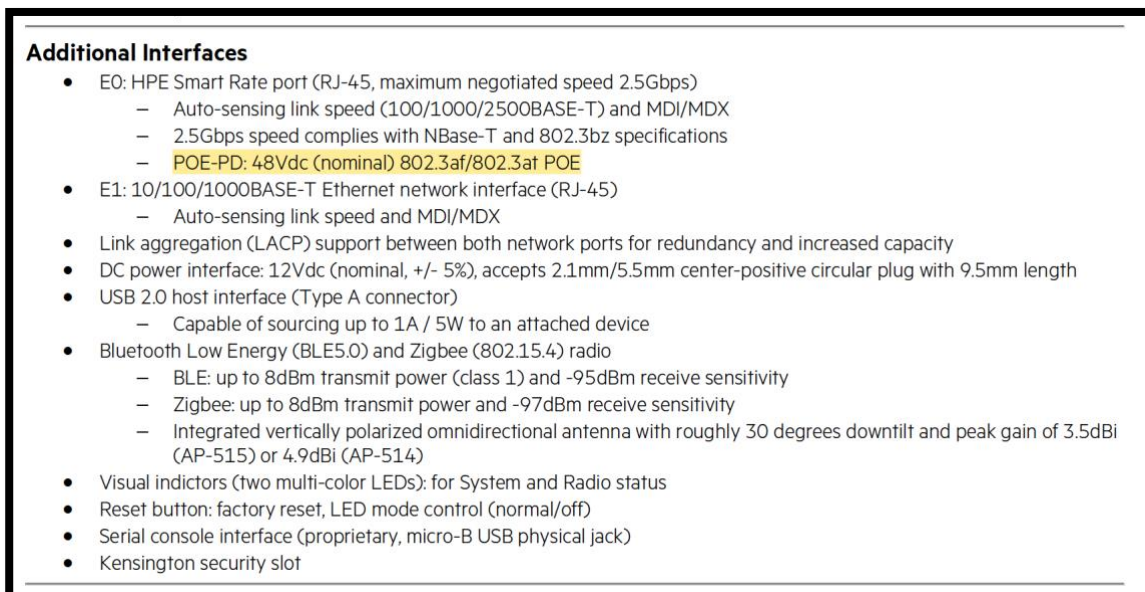 Additional Interfaces
• E0: HPE Smart Rate port (RJ-45, maximum negotiated speed 2.5Gbps)
– Auto-sensing link speed (100/1000/2500BASE-T) and MDI/MDX
– 2.5Gbps speed complies with NBase-T and 802.3bz specifications
– POE-PD: 48Vdc (nominal) 802.3af/802.3at POE
• E1: 10/100/1000BASE-T Ethernet network interface (RJ-45)
– Auto-sensing link speed and MDI/MDX
• Link aggregation (LACP) support between both network ports for redundancy and increased capacity
• DC power interface: 12Vdc (nominal, +/- 5%), accepts 2.1mm/5.5mm center-positive circular plug with 9.5mm length
• USB 2.0 host interface (Type A connector)
– Capable of sourcing up to 1A / 5W to an attached device
• Bluetooth Low Energy (BLE5.0) and Zigbee (802.15.4) radio
– BLE: up to 8dBm transmit power (class 1) and -95dBm receive sensitivity
– Zigbee: up to 8dBm transmit power and -97dBm receive sensitivity
– Integrated vertically polarized omnidirectional antenna with roughly 30 degrees downtilt and peak gain of 3.5dBi
(AP-515) or 4.9dBi (AP-514)
• Visual indictors (two multi-color LEDs): for System and Radio status
• Reset button: factory reset, LED mode control (normal/off)
• Serial console interface (proprietary, micro-B USB physical jack)
• Kensington security slot